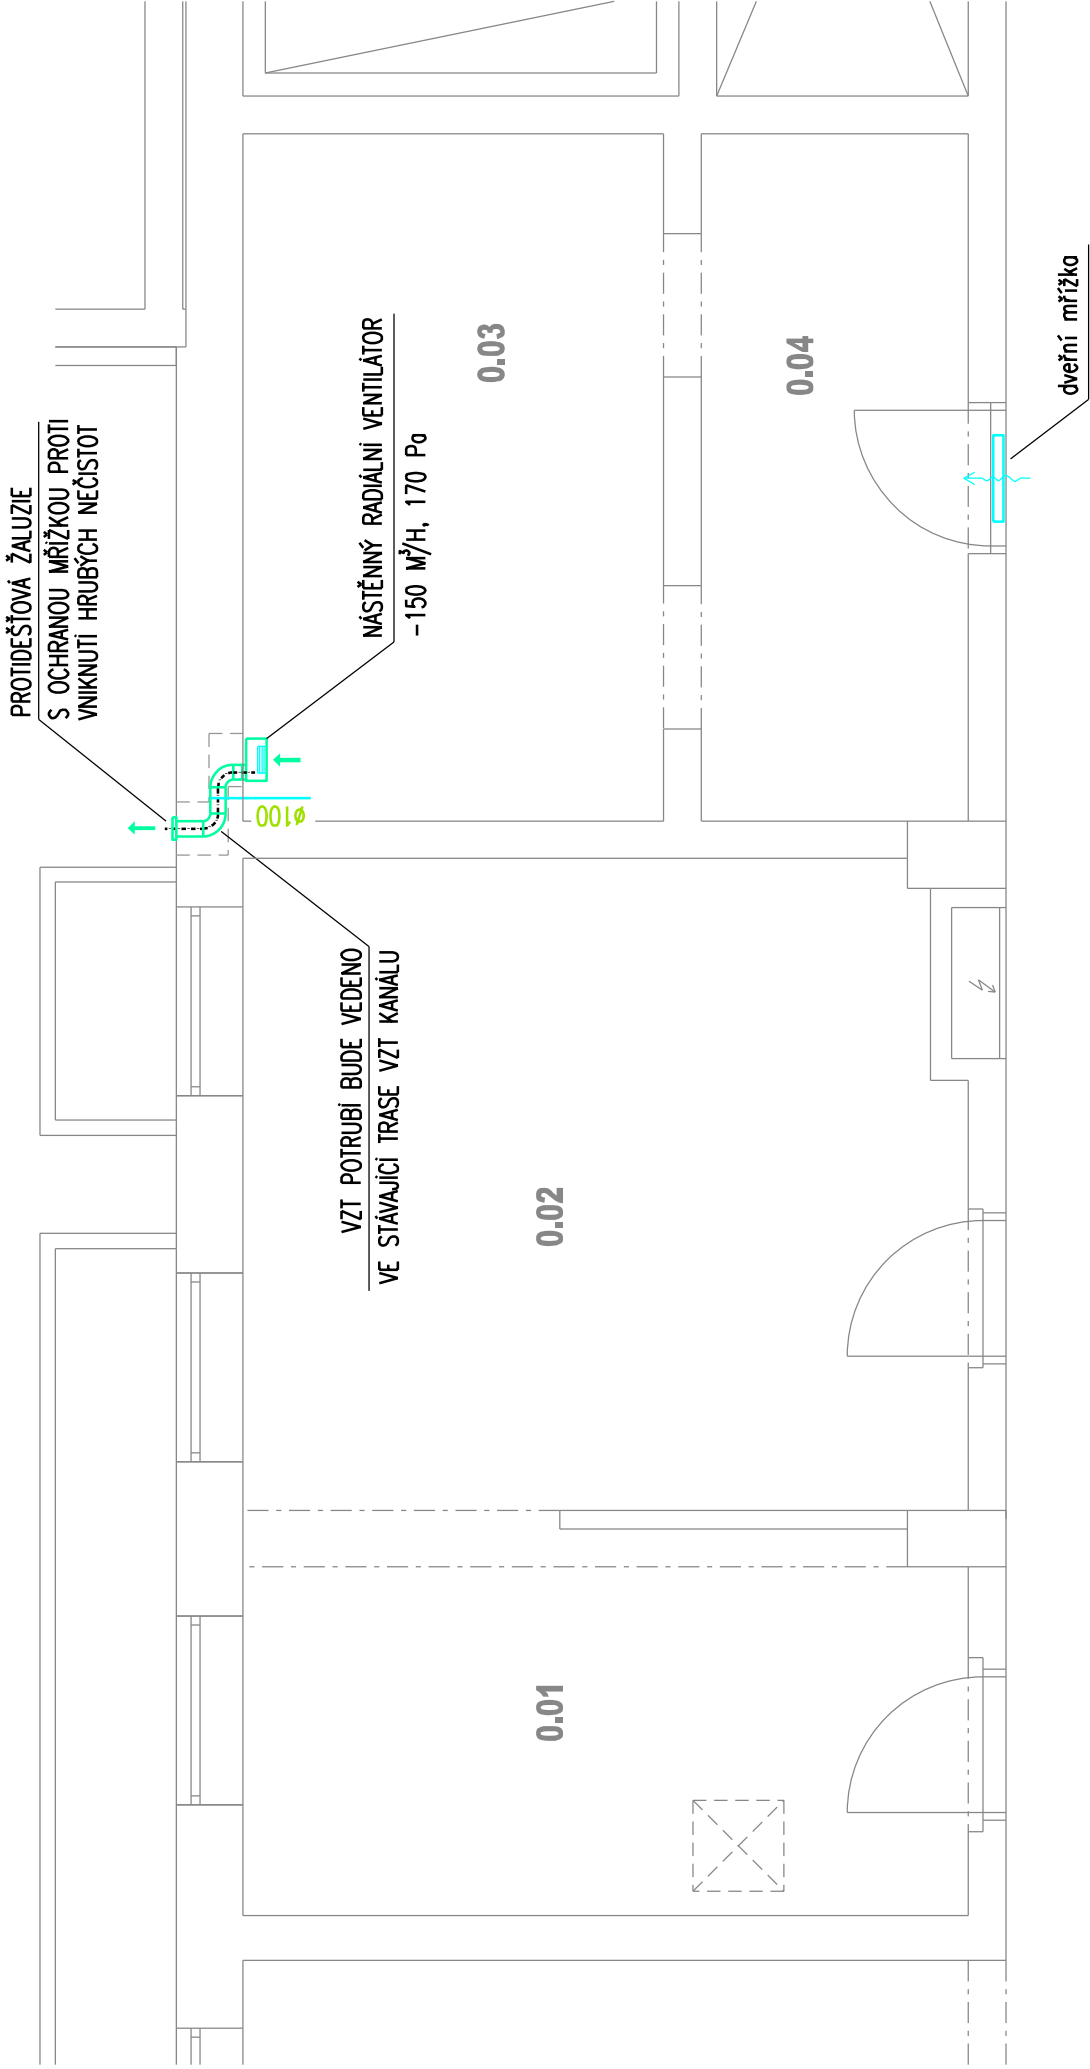 PROTIDEŠŤOVÁ ŽALUZIE
S OCHRANOU MŘÍŽKOU PROTI
VNIKNUTÍ HRUBÝCH NEČISTOT
NÁSTĚNNÝ RADIÁLNÍ VENTILÁTOR
-150 M³/H, 170 Pa
ø100
VZT POTRUBÍ BUDE VEDENO
VE STÁVAJÍCÍ TRASE VZT KANÁLU
dveřní mřížka
0.01
0.02
0.03
0.04